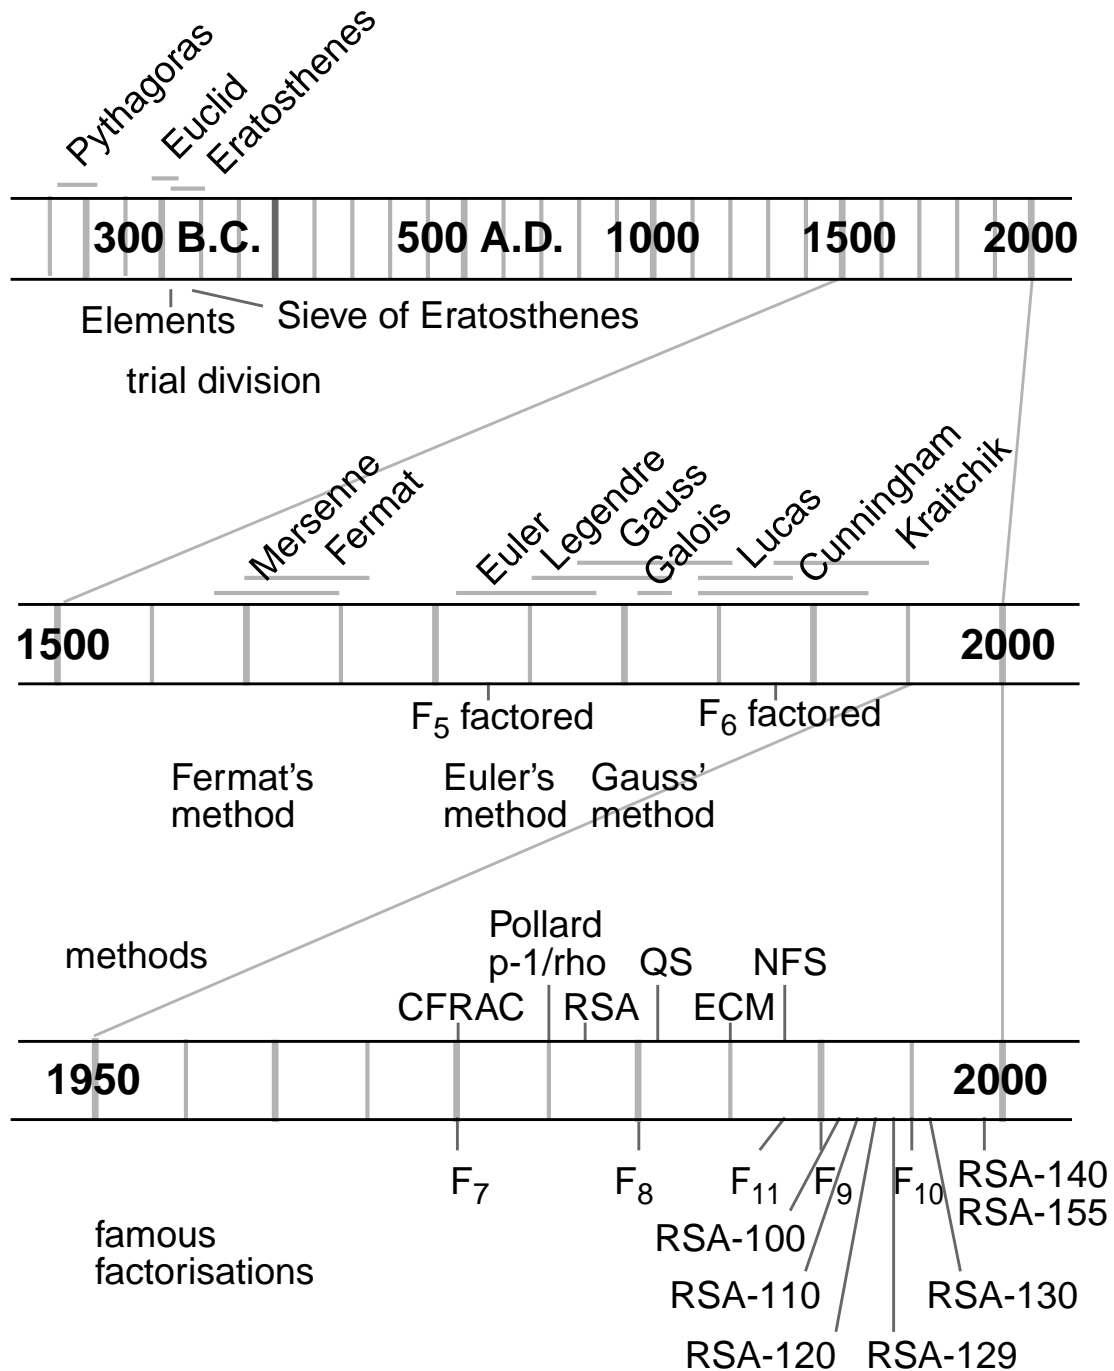 Pythagoras
Euclid
Eratosthenes
300 B.C.
500 A.D.
1000
1500
2000
Elements
Sieve of Eratosthenes
trial division
Mersenne
Fermat
Euler
Legendre
Gauss
Galois
Lucas
Cunningham
Kraitchik
1500
2000
F5 factored
F6 factored
Fermat’s
method
Euler’s
method
Gauss’
method
methods
Pollard
p-1/rho
QS
NFS
CFRAC
RSA
ECM
1950
2000
F7
F8
F11
F9
F10
RSA-140
RSA-155
famous
factorisations
RSA-100
RSA-110
RSA-130
RSA-120
RSA-129